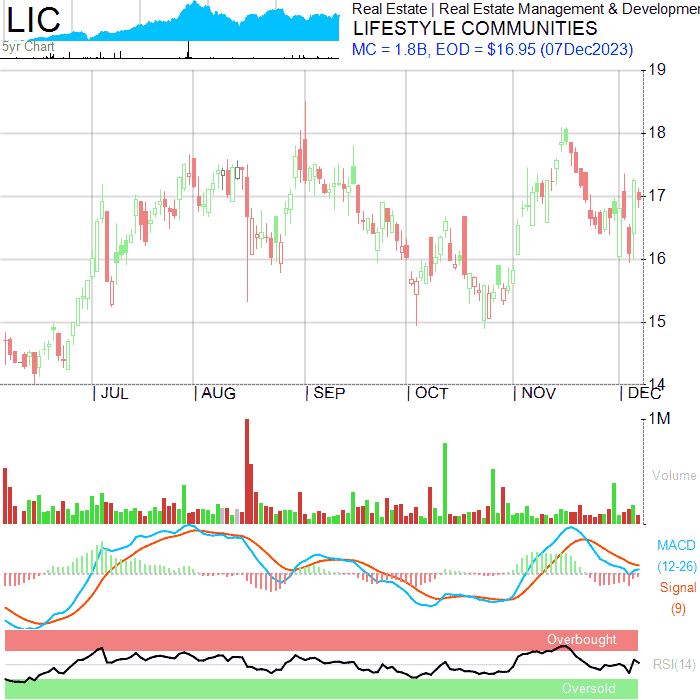 LIC
5yr Chart
Real Estate | Real Estate Management & Developmen
LIFESTYLE COMMUNITIES
MC = 1.8B, EOD = $16.95 (07Dec2023)
19
18
17
16
15
14
| JUL | AUG | SEP | OCT | NOV | DEC
1M
Volume
MACD
(12-26)
Signal
(9)
Overbought
RSI(14)
Oversold